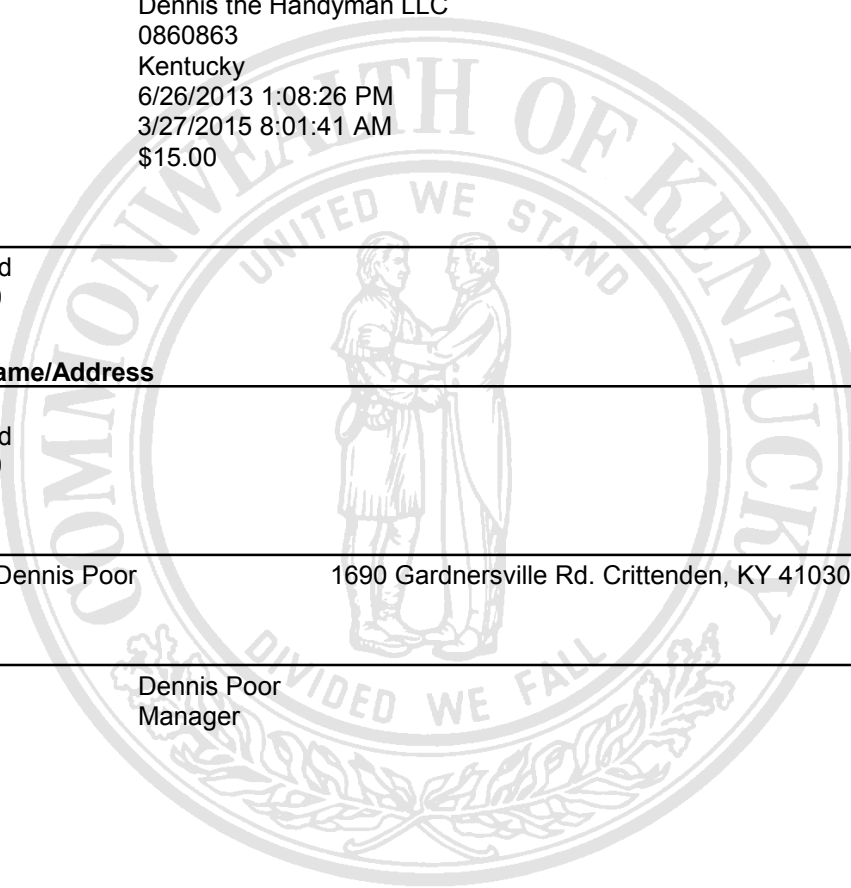 Dennis the Handyman LLC
0860863
Kentucky
6/26/2013 1:08:26 PM
3/27/2015 8:01:41 AM
$15.00
COMMONWEALTH OF KENTUCKY
UNITED WE STAND
d
ame/Address
d
Dennis Poor 1690 Gardnersville Rd. Crittenden, KY 41030
DIVIDED WE FALL
Dennis Poor
Manager